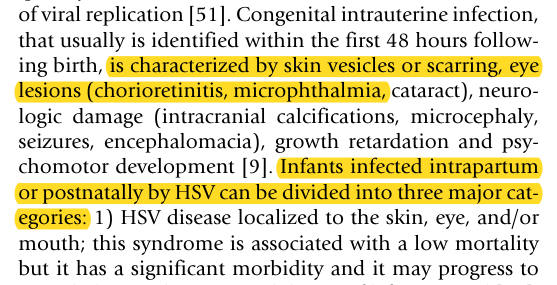 of viral replication [51]. Congenital intrauterine infection,
that usually is identified within the first 48 hours follow-
ing birth, is characterized by skin vesicles or scarring, eye
lesions (chorioretinitis, microphthalmia, cataract), neuro-
logic damage (intracranial calcifications, microcephaly,
seizures, encephalomacia), growth retardation and psy-
chomotor development [9]. Infants infected intrapartum
or postnatally by HSV can be divided into three major cat-
egories: 1) HSV disease localized to the skin, eye, and/or
mouth; this syndrome is associated with a low mortality
but it has a significant morbidity and it may progress to